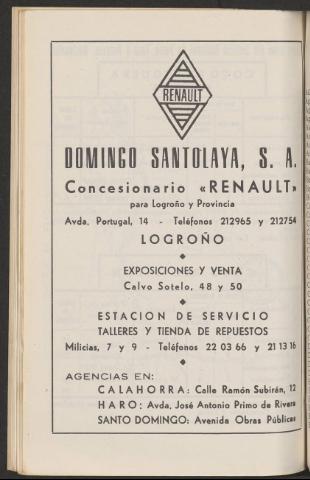 RENAULT
DOMINGO SANTOLAYA, S. A.
Concesionario «RENAULT»
para Logroño y Provincia
Avda. Portugal, 14 - Teléfonos 212965 y 212754
LOGROÑO
EXPOSICIONES Y VENTA
Calvo Sotelo, 48 y 50
ESTACION DE SERVICIO
TALLERES Y TIENDA DE REPUESTOS
Milicias, 7 y 9 - Teléfonos 22 03 66 y 21 13 16
AGENCIAS EN:
CALAHORRA: Calle Ramón Subirán, 12
HARO: Avda, José Antonio Primo de Rivera
SANTO DOMINGO: Avenida Obras Públicas